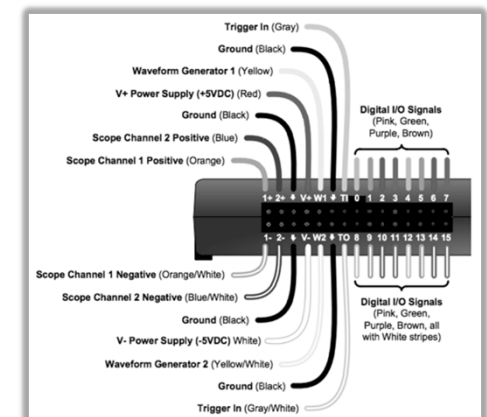 Trigger In (Gray)
Ground (Black)
Waveform Generator 1 (Yellow)
V+ Power Supply (+5VDC) (Red)
Ground (Black)
Scope Channel 2 Positive (Blue)
Scope Channel 1 Positive (Orange)
Digital I/O Signals
(Pink, Green,
Purple, Brown)
1+ 2+ ↓ V+ W1 ↓ TI 0 1 2 3 4 5 6 7
1- 2- ↓ V- W2 ↓ TO 8 9 10 11 12 13 14 15
Scope Channel 1 Negative (Orange/White)
Scope Channel 2 Negative (Blue/White)
Ground (Black)
V- Power Supply (-5VDC) White)
Waveform Generator 2 (Yellow/White)
Ground (Black)
Trigger In (Gray/White)
Digital I/O Signals
(Pink, Green,
Purple, Brown, all
with White stripes)